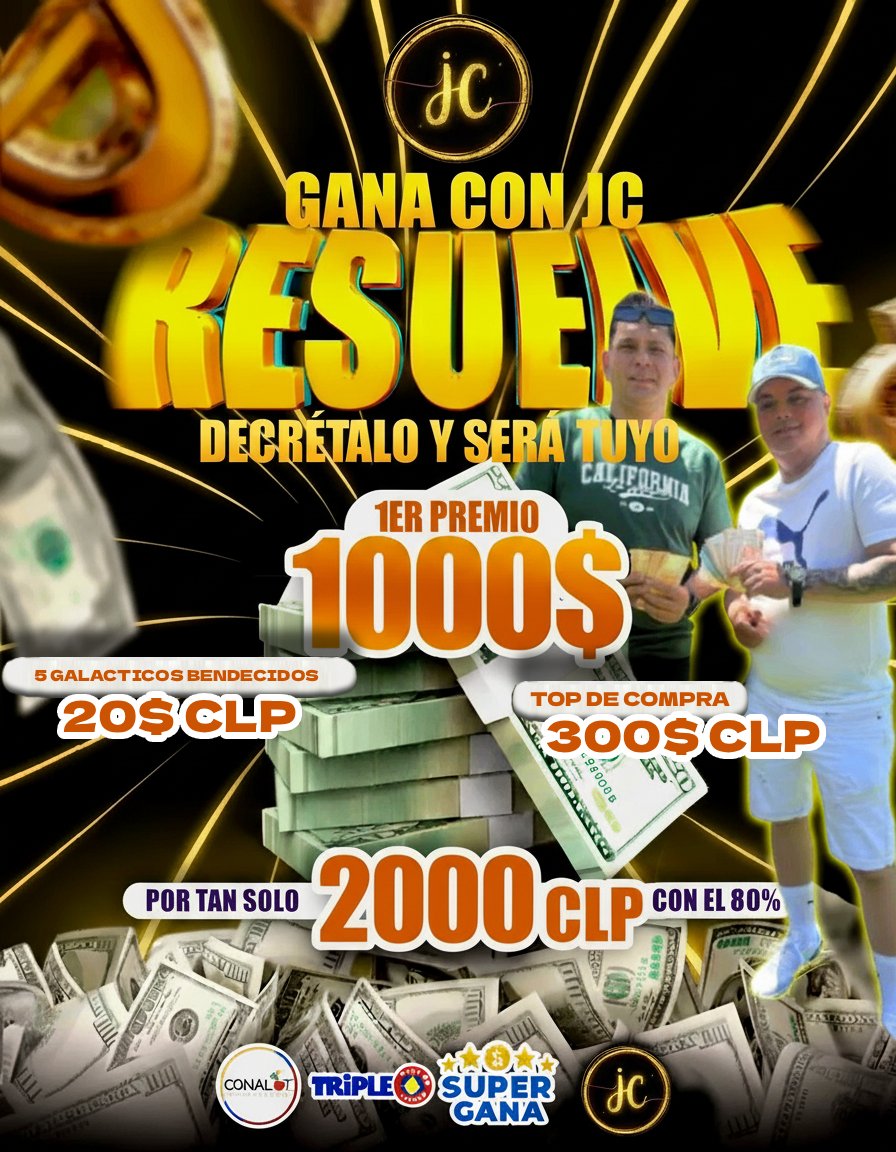 jc
GANA CON JC
RESUELVE
DECRÉTALO Y SERÁ TUYO
CALIFORNIA
1ER PREMIO
1000$
5 GALACTICOS BENDECIDOS
20$ CLP
TOP DE COMPRA
300$ CLP
POR TAN SOLO 2000 CLP CON EL 80%
CONALOT
TRIPLE
SUPER
GANA
jc